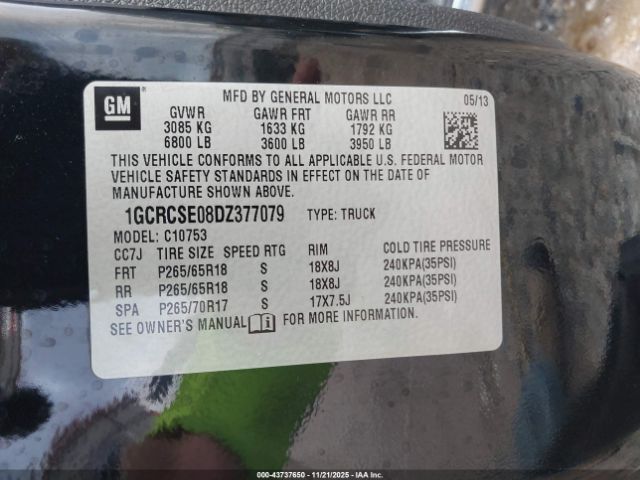 GM
MFD BY GENERAL MOTORS LLC 05/13
GVWR GAWR FRT GAWR RR
3085 KG 1633 KG 1792 KG
6800 LB 3600 LB 3950 LB
THIS VEHICLE CONFORMS TO ALL APPLICABLE U.S. FEDERAL MOTOR
VEHICLE SAFETY STANDARDS IN EFFECT ON THE DATE OF
MANUFACTURE SHOWN ABOVE.
1GCRCSE08DZ377079 TYPE: TRUCK
MODEL: C10753
CC7J TIRE SIZE SPEED RTG RIM COLD TIRE PRESSURE
FRT P265/65R18 S 18X8J 240KPA(35PSI)
RR P265/65R18 S 18X8J 240KPA(35PSI)
SPA P265/70R17 S 17X7.5J 240KPA(35PSI)
SEE OWNER'S MANUAL i FOR MORE INFORMATION.
IAA 000-43737650 11/21/2025 IAAI.COM